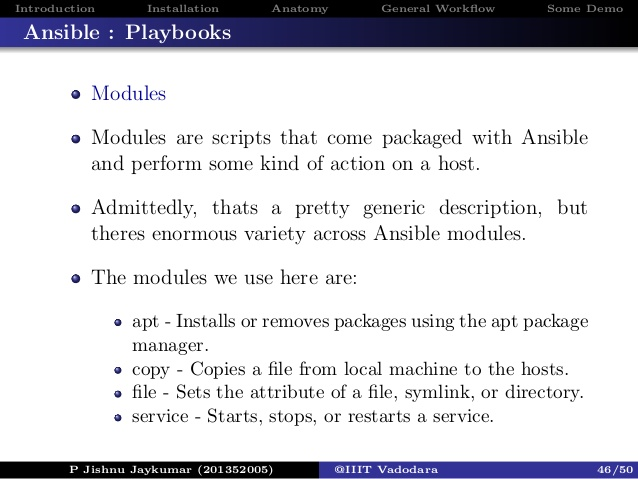 Introduction Installation Anatomy General Workflow Some Demo
Ansible : Playbooks
Modules
Modules are scripts that come packaged with Ansible
and perform some kind of action on a host.
Admittedly, thats a pretty generic description, but
theres enormous variety across Ansible modules.
The modules we use here are:
apt - Installs or removes packages using the apt package
manager.
copy - Copies a file from local machine to the hosts.
file - Sets the attribute of a file, symlink, or directory.
service - Starts, stops, or restarts a service.
P Jishnu Jaykumar (201352005) @IIIT Vadodara 46/50